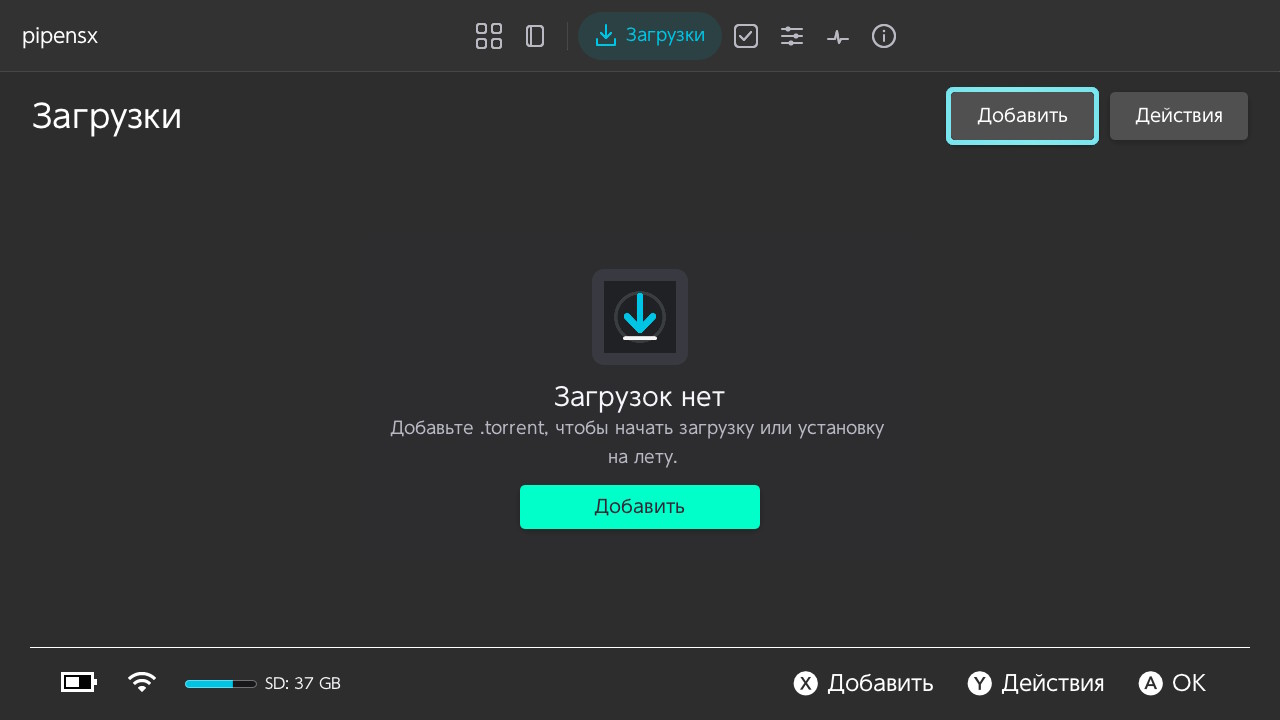 pipensx
Загрузки
Загрузки
Добавить
Действия
Загрузок нет
Добавьте .torrent, чтобы начать загрузку или установку
на лету.
Добавить
SD: 37 GB
X Добавить
Y Действия
A OK